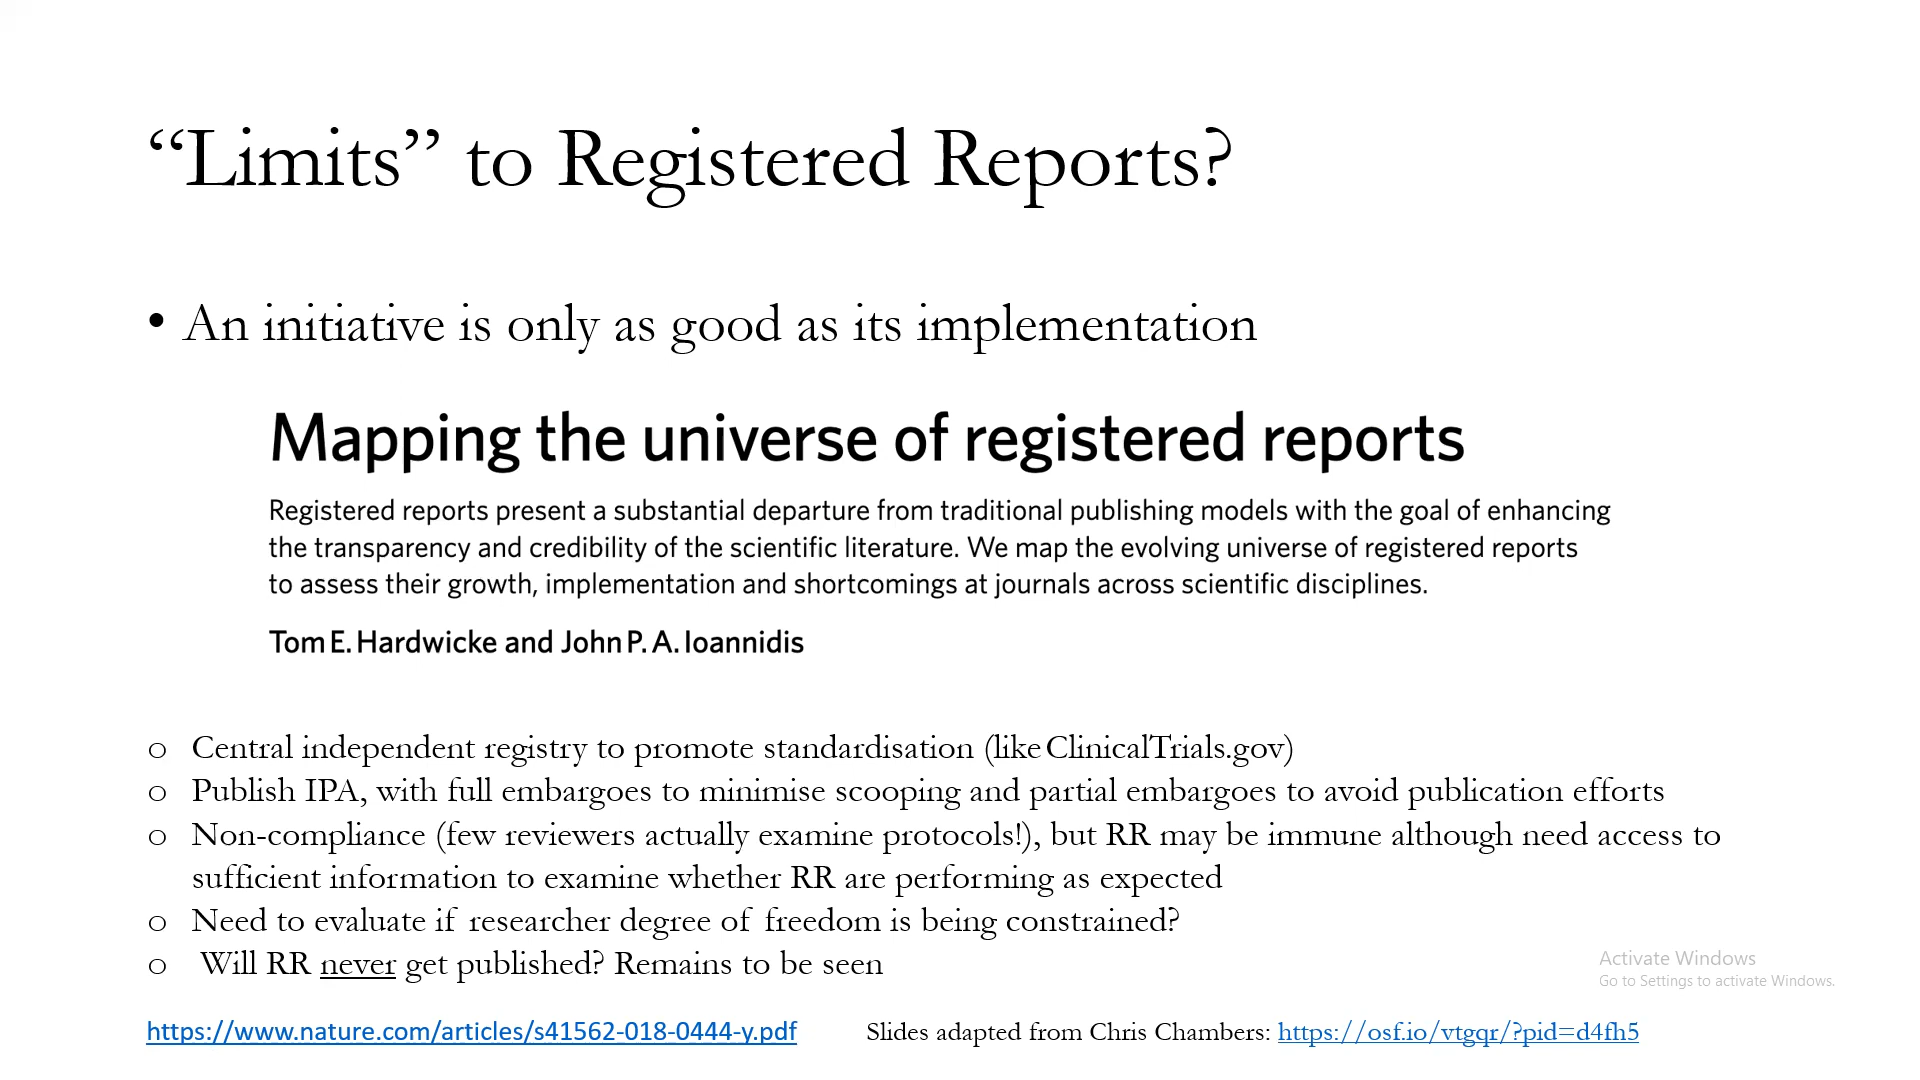 “Limits” to Registered Reports?
• An initiative is only as good as its implementation
Mapping the universe of registered reports
Registered reports present a substantial departure from traditional publishing models with the goal of enhancing
the transparency and credibility of the scientific literature. We map the evolving universe of registered reports
to assess their growth, implementation and shortcomings at journals across scientific disciplines.
Tom E. Hardwicke and John P. A. Ioannidis
o Central independent registry to promote standardisation (like ClinicalTrials.gov)
o Publish IPA, with full embargoes to minimise scooping and partial embargoes to avoid publication efforts
o Non-compliance (few reviewers actually examine protocols!), but RR may be immune although need access to
sufficient information to examine whether RR are performing as expected
o Need to evaluate if researcher degree of freedom is being constrained?
o Will RR never get published? Remains to be seen
Activate Windows
Go to Settings to activate Windows.
https://www.nature.com/articles/s41562-018-0444-y.pdf Slides adapted from Chris Chambers: https://osf.io/vtgqr/?pid=d4fh5